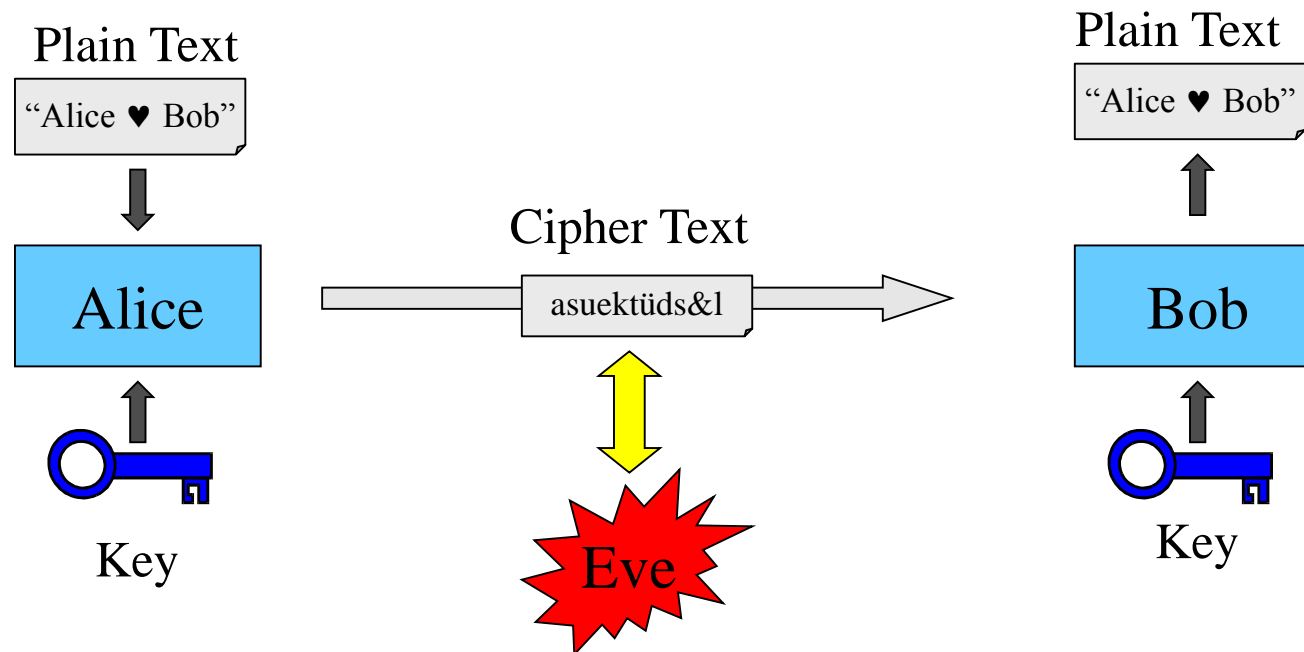 Plain Text
“Alice ♥ Bob”
Alice
Key
Cipher Text
asuektüds&l
Eve
Plain Text
“Alice ♥ Bob”
Bob
Key